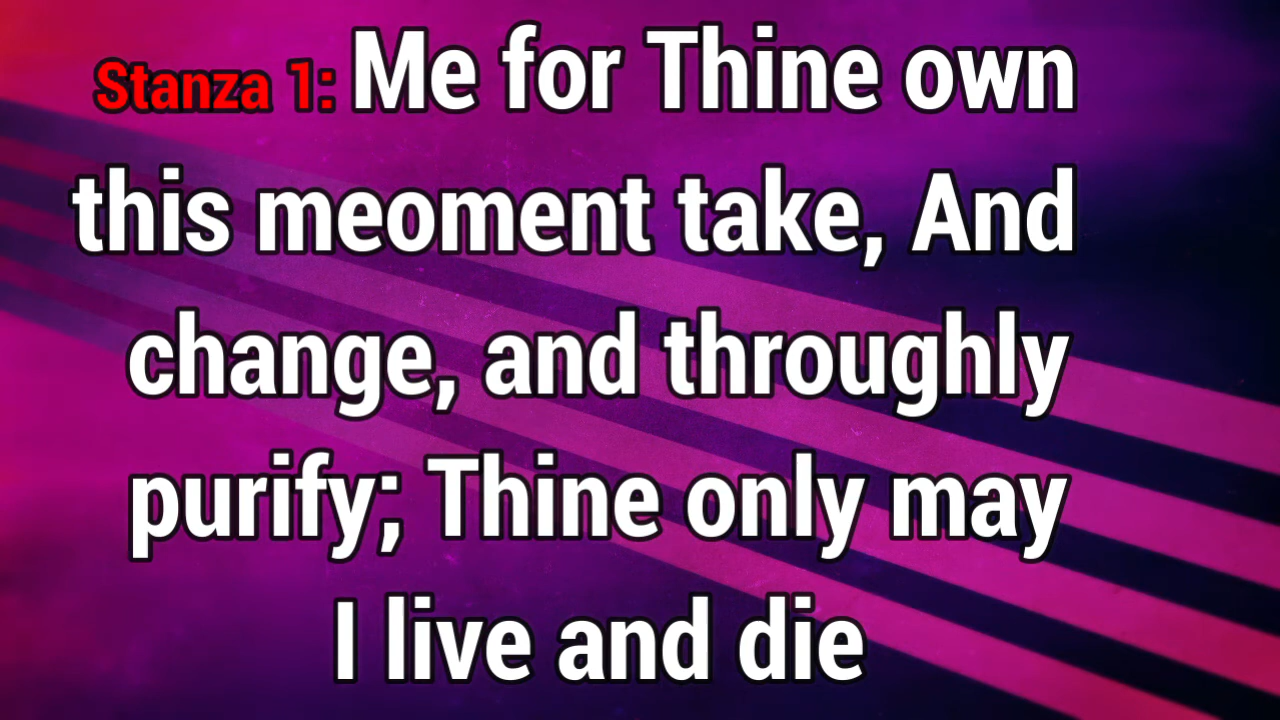 Stanza 1: Me for Thine own
this meoment take, And
change, and throughly
purify; Thine only may
I live and die